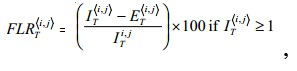 FLR_T^{⟨i,j⟩} = ( (I_T^{⟨i,j⟩} − E_T^{⟨i,j⟩}) / I_T^{i,j} ) × 100 if I_T^{⟨i,j⟩} ≥ 1 ,